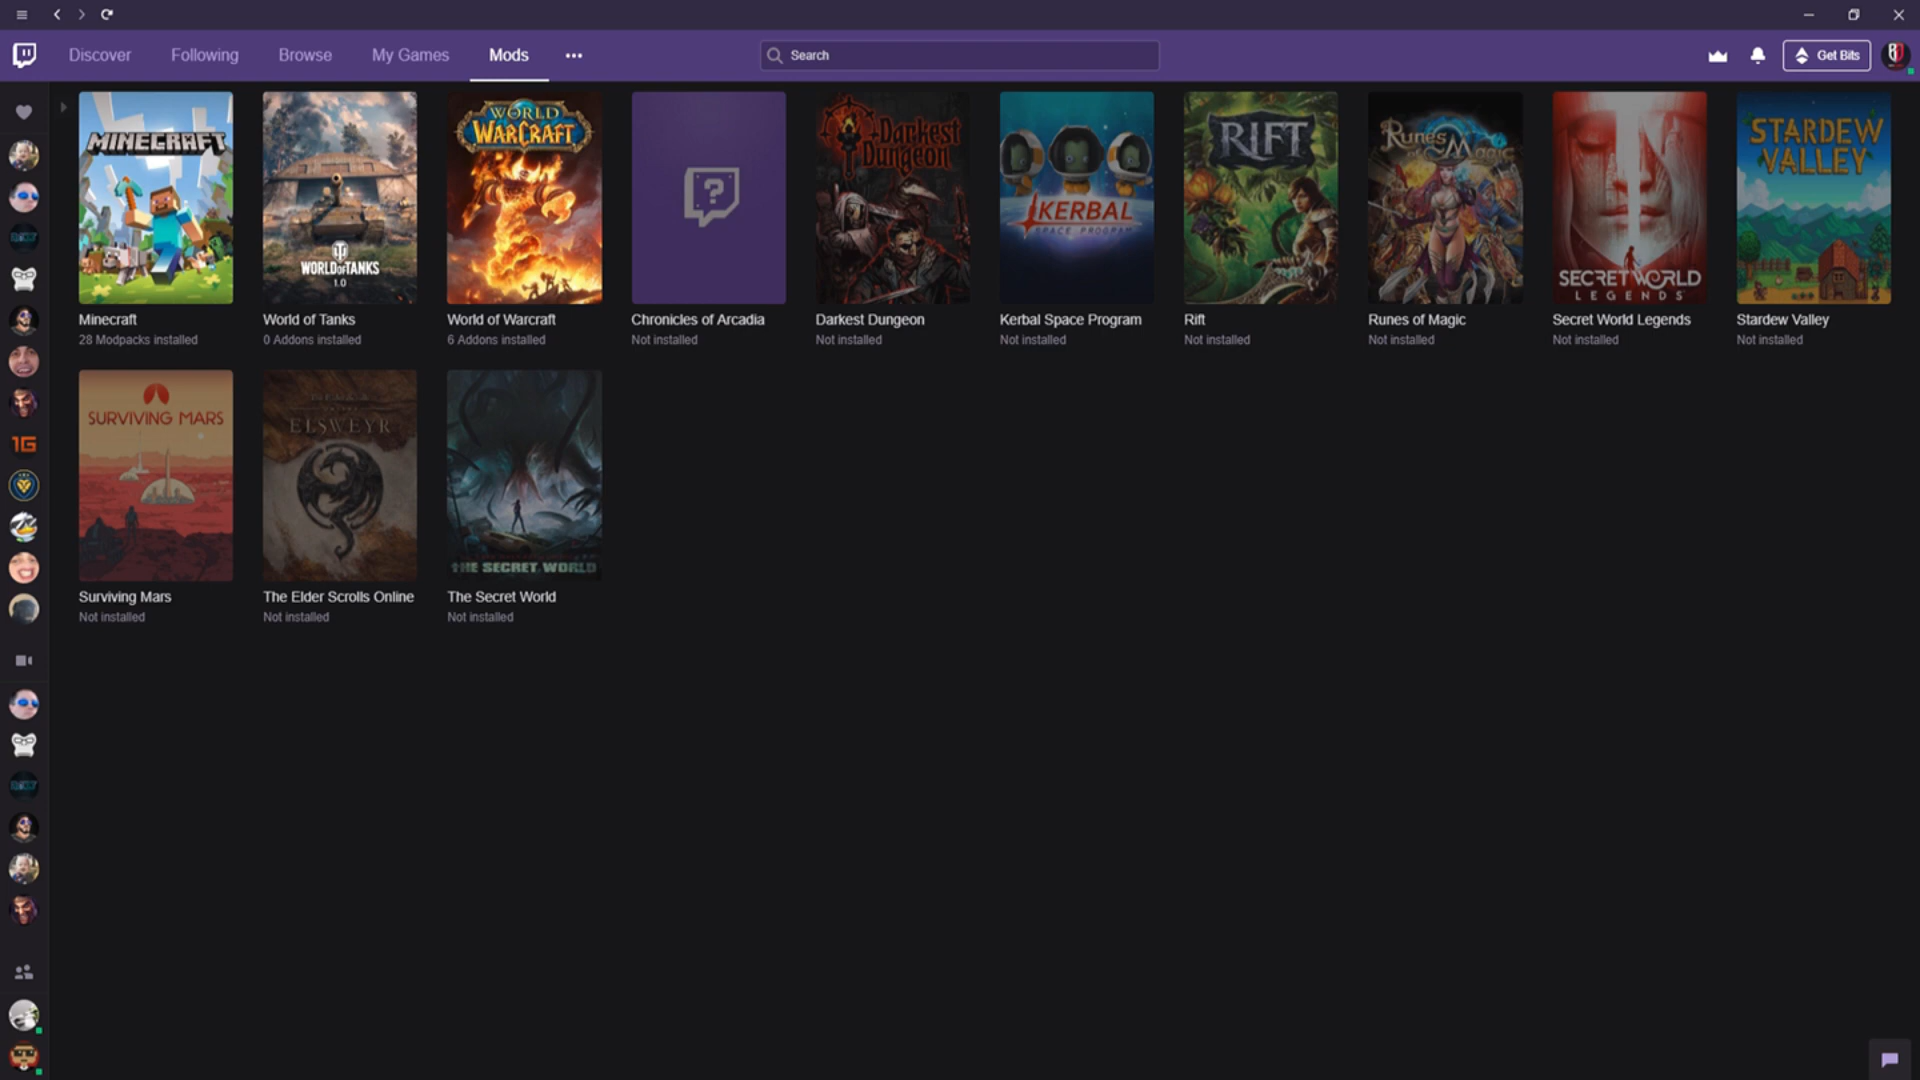 Discover
Following
Browse
My Games
Mods
Search
Get Bits
MINECRAFT
WORLD OF TANKS
1.0
WORLD
WARCRAFT
?
Darkest
Dungeon
KERBAL
SPACE PROGRAM
RIFT
Runes
of Magic
SECRET WORLD
LEGENDS
STARDEW
VALLEY
Minecraft
World of Tanks
World of Warcraft
Chronicles of Arcadia
Darkest Dungeon
Kerbal Space Program
Rift
Runes of Magic
Secret World Legends
Stardew Valley
28 Modpacks installed
0 Addons installed
6 Addons installed
Not installed
Not installed
Not installed
Not installed
Not installed
Not installed
Not installed
SURVIVING MARS
ELSWEYR
THE SECRET WORLD
1G
Surviving Mars
The Elder Scrolls Online
The Secret World
Not installed
Not installed
Not installed